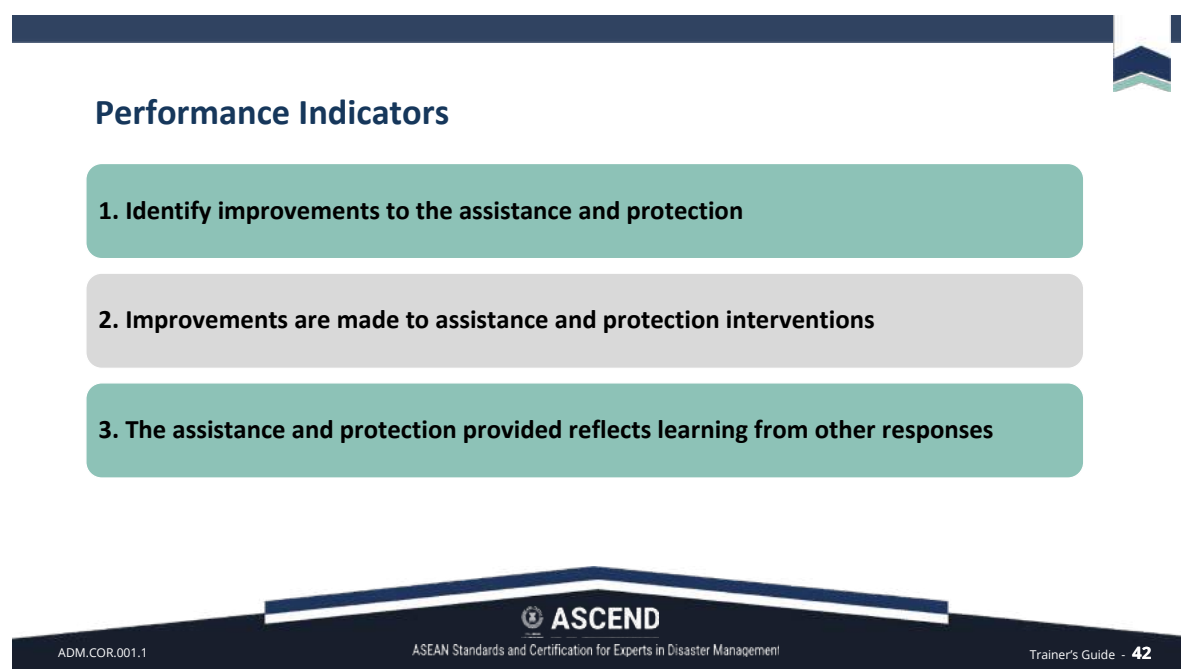 Performance Indicators
1. Identify improvements to the assistance and protection
2. Improvements are made to assistance and protection interventions
3. The assistance and protection provided reflects learning from other responses
ASCEND
ADM.COR.001.1
ASEAN Standards and Certification for Experts in Disaster Management
Trainer's Guide - 42